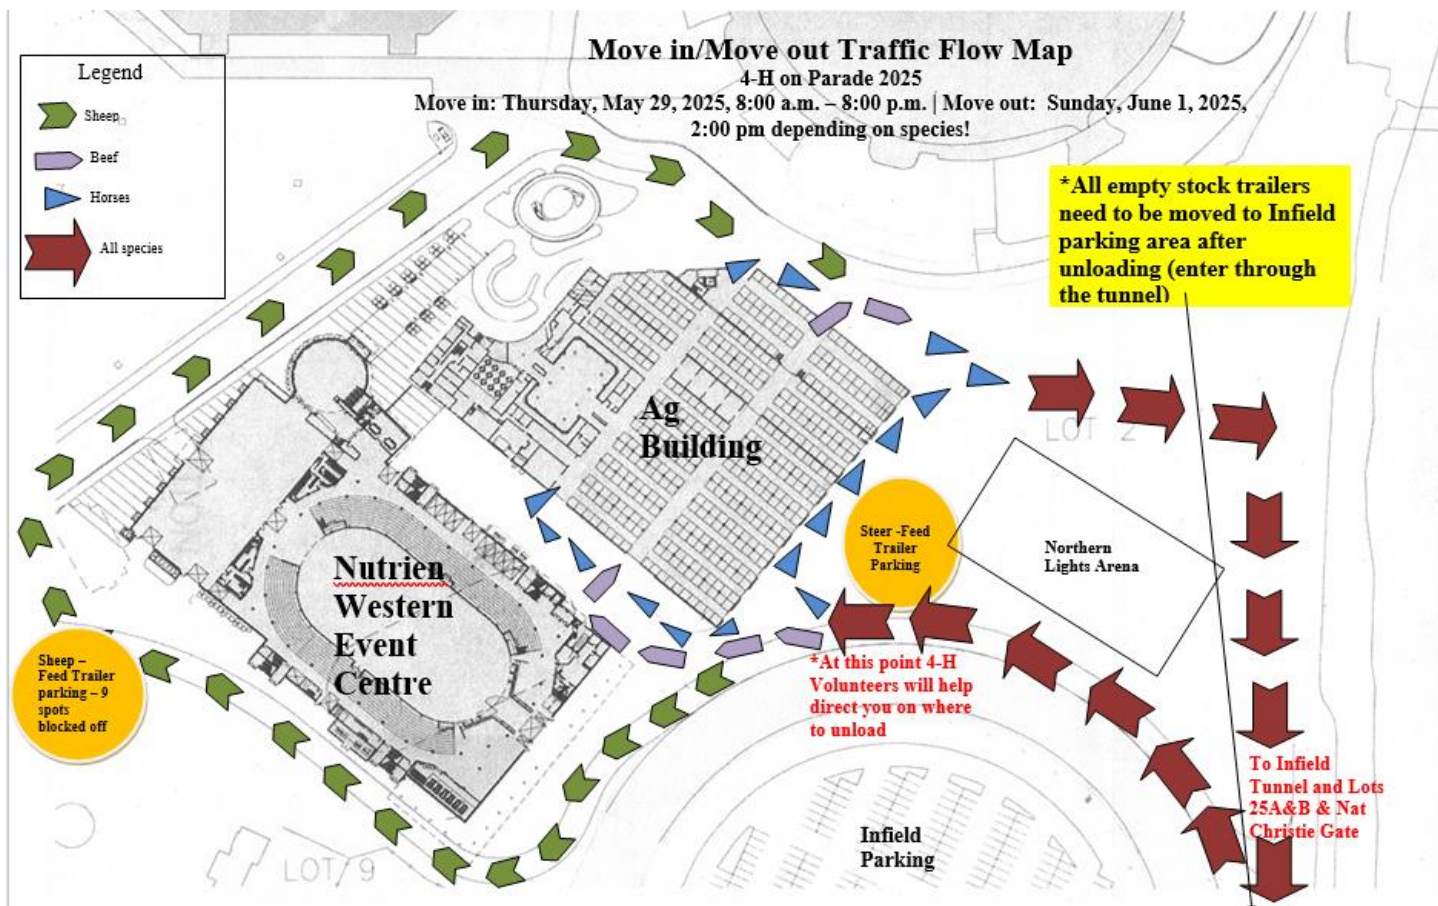 Move in/Move out Traffic Flow Map
4-H on Parade 2025
Move in: Thursday, May 29, 2025, 8:00 a.m. – 8:00 p.m. | Move out: Sunday, June 1, 2025,
2:00 pm depending on species!
Legend
Sheep
Beef
Horses
All species
*All empty stock trailers
need to be moved to Infield
parking area after
unloading (enter through
the tunnel)
Ag
Building
LOT 2
Steer -Feed
Trailer
Parking
Northern
Lights Arena
Nutrien
Western
Event
Centre
Sheep –
Feed Trailer
parking – 9
spots
blocked off
*At this point 4-H
Volunteers will help
direct you on where
to unload
To Infield
Tunnel and Lots
25A&B & Nat
Christie Gate
Infield
Parking
LOT 9